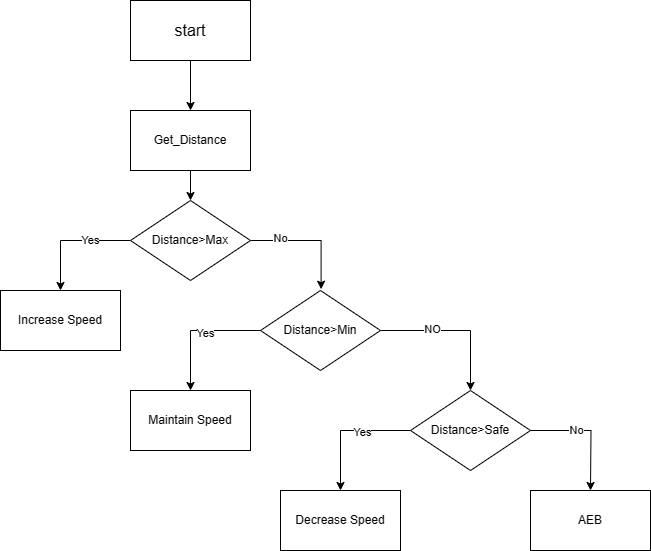 start
Get_Distance
Distance>Max
Yes
No
Increase Speed
Distance>Min
Yes
NO
Maintain Speed
Distance>Safe
Yes
No
Decrease Speed
AEB